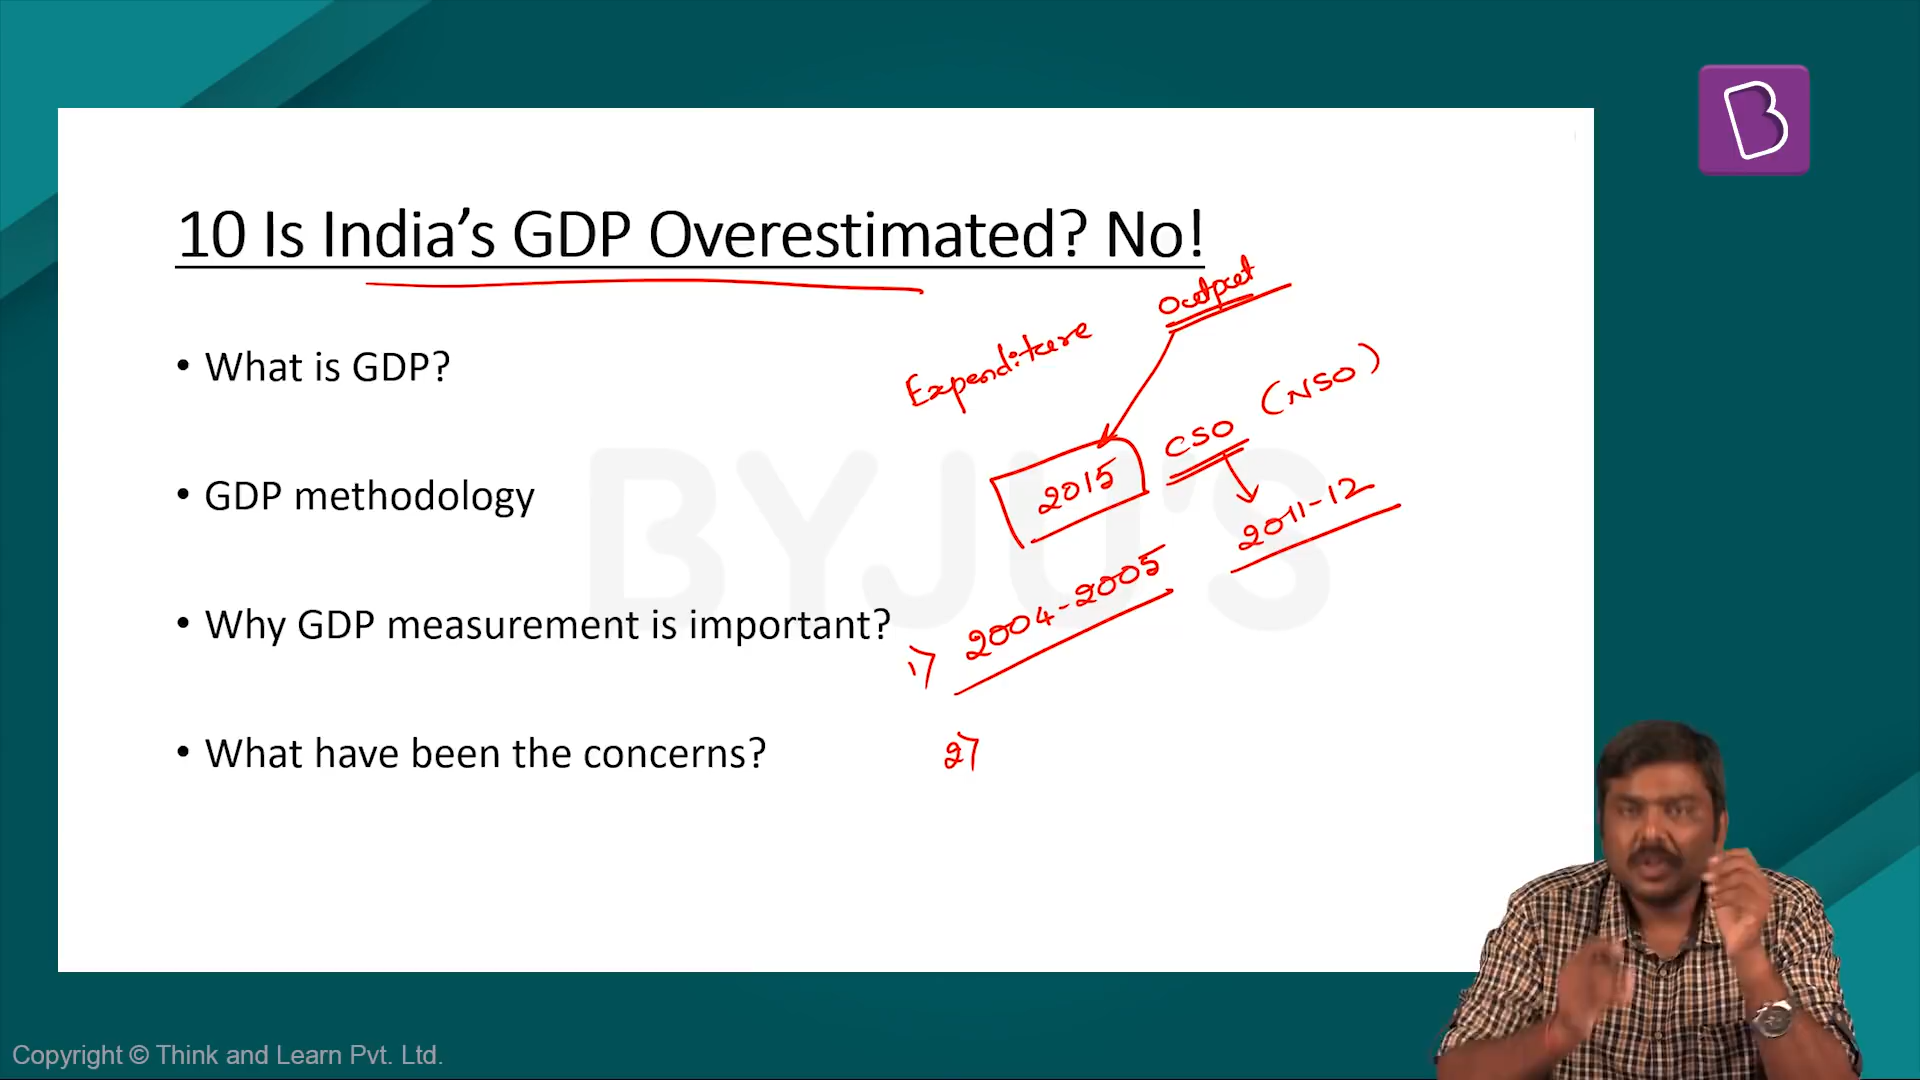 B
10 Is India's GDP Overestimated? No!
output
Expenditure
• What is GDP?
(NSO)
CSO
2015
• GDP methodology
2011-12
BYJU'S
• Why GDP measurement is important?
1) 2004-2005
• What have been the concerns?
2)
Copyright © Think and Learn Pvt. Ltd.